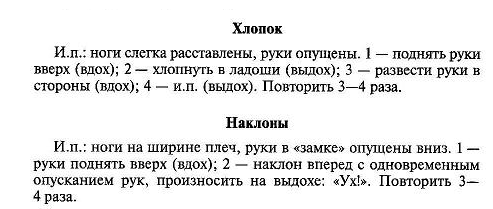 Хлопок
И.п.: ноги слегка расставлены, руки опущены. 1 — поднять руки
вверх (вдох); 2 — хлопнуть в ладоши (выдох); 3 — развести руки в
стороны (вдох); 4 — и.п. (выдох). Повторить 3—4 раза.
Наклоны
И.п.: ноги на ширине плеч, руки в «замке» опущены вниз. 1 —
руки поднять вверх (вдох); 2 — наклон вперед с одновременным
опусканием рук, произносить на выдохе: «Ух!». Повторить 3—
4 раза.